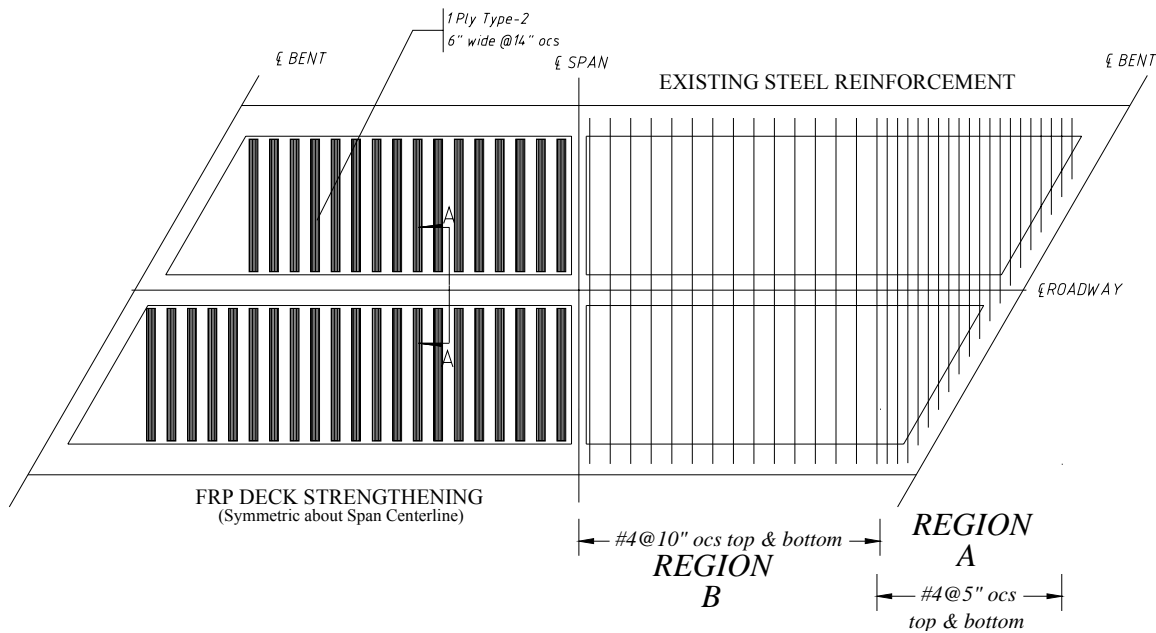 1 Ply Type-2
6" wide @14" ocs
℄ BENT
℄ SPAN
EXISTING STEEL REINFORCEMENT
℄ BENT
A
A
℄ROADWAY
FRP DECK STRENGTHENING
(Symmetric about Span Centerline)
#4@10" ocs top & bottom
REGION
B
REGION
A
#4@5" ocs
top & bottom